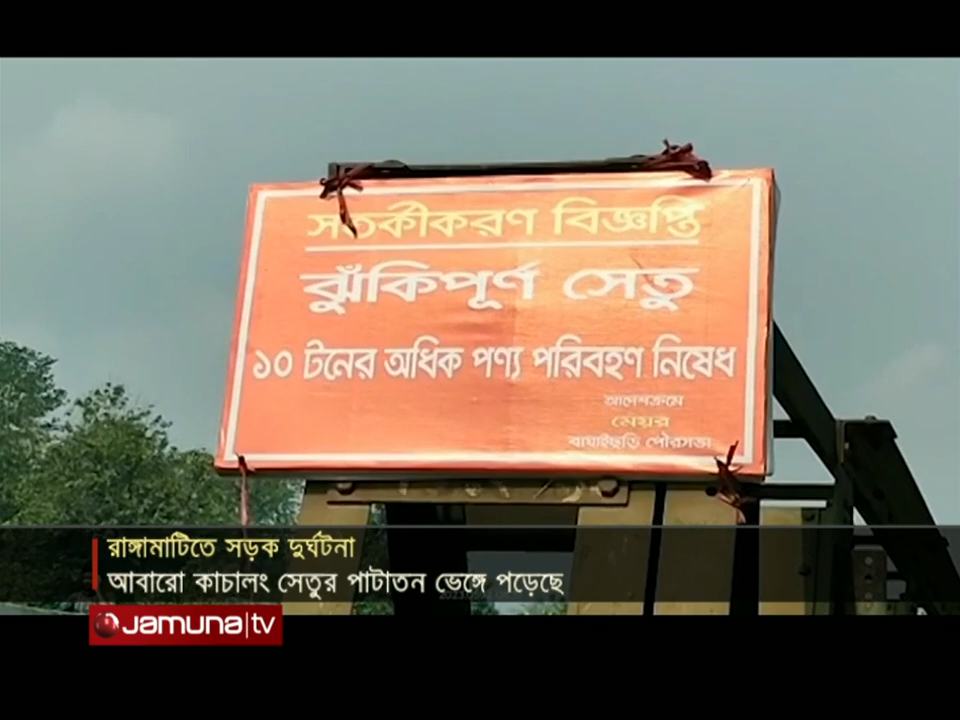 সতর্কীকরণ বিজ্ঞপ্তি
ঝুঁকিপূর্ণ সেতু
১০ টনের অধিক পণ্য পরিবহণ নিষেধ
আদেশক্রমে
মেয়র
বাঘাইছড়ি পৌরসভা
রাঙ্গামাটিতে সড়ক দুর্ঘটনা
আবারো কাচালং সেতুর পাটাতন ভেঙ্গে পড়েছে
Jamuna|tv